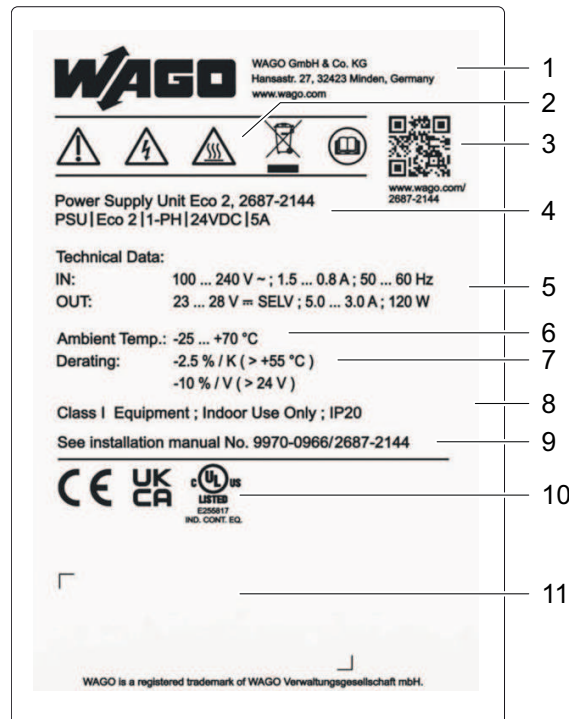 WAGO
WAGO GmbH & Co. KG
Hansastr. 27, 32423 Minden, Germany
www.wago.com
1
2
3
www.wago.com/
2687-2144
Power Supply Unit Eco 2, 2687-2144
PSU|Eco 2|1-PH|24VDC|5A
4
Technical Data:
IN: 100 ... 240 V ~ ; 1.5 ... 0.8 A ; 50 ... 60 Hz
OUT: 23 ... 28 V ⎓ SELV ; 5.0 ... 3.0 A ; 120 W
5
Ambient Temp.: -25 ... +70 °C
6
Derating: -2.5 % / K ( > +55 °C )
7
-10 % / V ( > 24 V )
Class I Equipment ; Indoor Use Only ; IP20
8
See installation manual No. 9970-0966/2687-2144
9
CE UK CA c UL us
LISTED
E255817
IND. CONT. EQ.
10
11
WAGO is a registered trademark of WAGO Verwaltungsgesellschaft mbH.